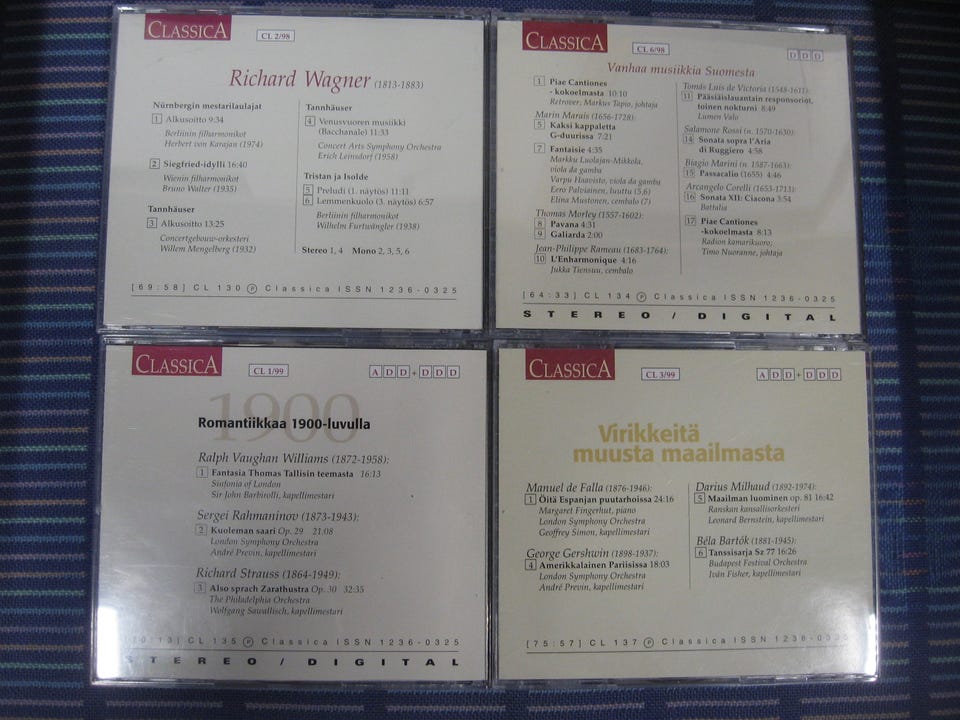 CLASSICA
CL 2/98
Richard Wagner (1813-1883)
Nürnbergin mestarilaulajat
1 Alkusoitto 9:34
Berliinin filharmonikot
Herbert von Karajan (1974)
2 Siegfried-idylli 16:40
Wienin filharmonikot
Bruno Walter (1935)
Tannhäuser
3 Alkusoitto 13:25
Concertgebouw-orkesteri
Willem Mengelberg (1932)
Tannhäuser
4 Venusvuoren musiikki
(Bacchanale) 11:33
Concert Arts Symphony Orchestra
Erich Leinsdorf (1958)
Tristan ja Isolde
5 Preludi (1. näytös) 11:11
6 Lemmenkuolo (3. näytös) 6:57
Berliinin filharmonikot
Wilhelm Furtwängler (1938)
Stereo 1, 4 Mono 2, 3, 5, 6
[69:58] CL 130 Ⓟ Classica ISSN 1236-0325
CLASSICA
CL 6/98
D D D
Vanhaa musiikkia Suomesta
1 Piae Cantiones
- kokoelmasta 10:10
Retrover, Markus Tapio, johtaja
Marin Marais (1656-1728):
5 Kaksi kappaletta
G-duurissa 7:21
7 Fantaisie 4:35
Markku Luolajan-Mikkola,
viola da gamba
Varpu Haavisto, viola da gamba
Eero Palviainen, luuttu (5,6)
Elina Mustonen, cembalo (7)
Thomas Morley (1557-1602):
8 Pavana 4:31
9 Galiarda 2:00
Jean-Philippe Rameau (1683-1764):
10 L'Enharmonique 4:16
Jukka Tiensuu, cembalo
Tomás Luis de Victoria (1548-1611):
11 Pääsiäislauantain responsoriot,
toinen nokturni 8:49
Lumen Valo
Salamone Rossi (n. 1570-1630):
14 Sonata sopra l'Aria
di Ruggiero 4:58
Biagio Marini (n. 1587-1663):
15 Passacalio (1655) 4:46
Arcangelo Corelli (1653-1713):
16 Sonata XII: Ciacona 3:54
Battalia
17 Piae Cantiones
-kokoelmasta 8:13
Radion kamarikuoro;
Timo Nuoranne, johtaja
[64:33] CL 134 Ⓟ Classica ISSN 1236-0325
STEREO / DIGITAL
CLASSICA
CL 1/99
A D D + D D D
1900
Romantiikkaa 1900-luvulla
Ralph Vaughan Williams (1872-1958):
1 Fantasia Thomas Tallisin teemasta 16:13
Sinfonia of London
Sir John Barbirolli, kapellimestari
Sergei Rahmaninov (1873-1943):
2 Kuoleman saari Op. 29 21:08
London Symphony Orchestra
André Previn, kapellimestari
Richard Strauss (1864-1949):
3 Also sprach Zarathustra Op. 30 32:35
The Philadelphia Orchestra
Wolfgang Sawallisch, kapellimestari
[70:13] CL 135 Ⓟ Classica ISSN 1236-0325
STEREO / DIGITAL
CLASSICA
CL 3/99
A D D + D D D
Virikkeitä
muusta maailmasta
Manuel de Falla (1876-1946):
1 Öitä Espanjan puutarhoissa 24:16
Margaret Fingerhut, piano
London Symphony Orchestra
Geoffrey Simon, kapellimestari
George Gershwin (1898-1937):
4 Amerikkalainen Pariisissa 18:03
London Symphony Orchestra
André Previn, kapellimestari
Darius Milhaud (1892-1974):
5 Maailman luominen op. 81 16:42
Ranskan kansallisorkesteri
Leonard Bernstein, kapellimestari
Béla Bartók (1881-1945):
6 Tanssisarja Sz 77 16:26
Budapest Festival Orchestra
Iván Fisher, kapellimestari
[75:57] CL 137 Ⓟ Classica ISSN 1236-0325